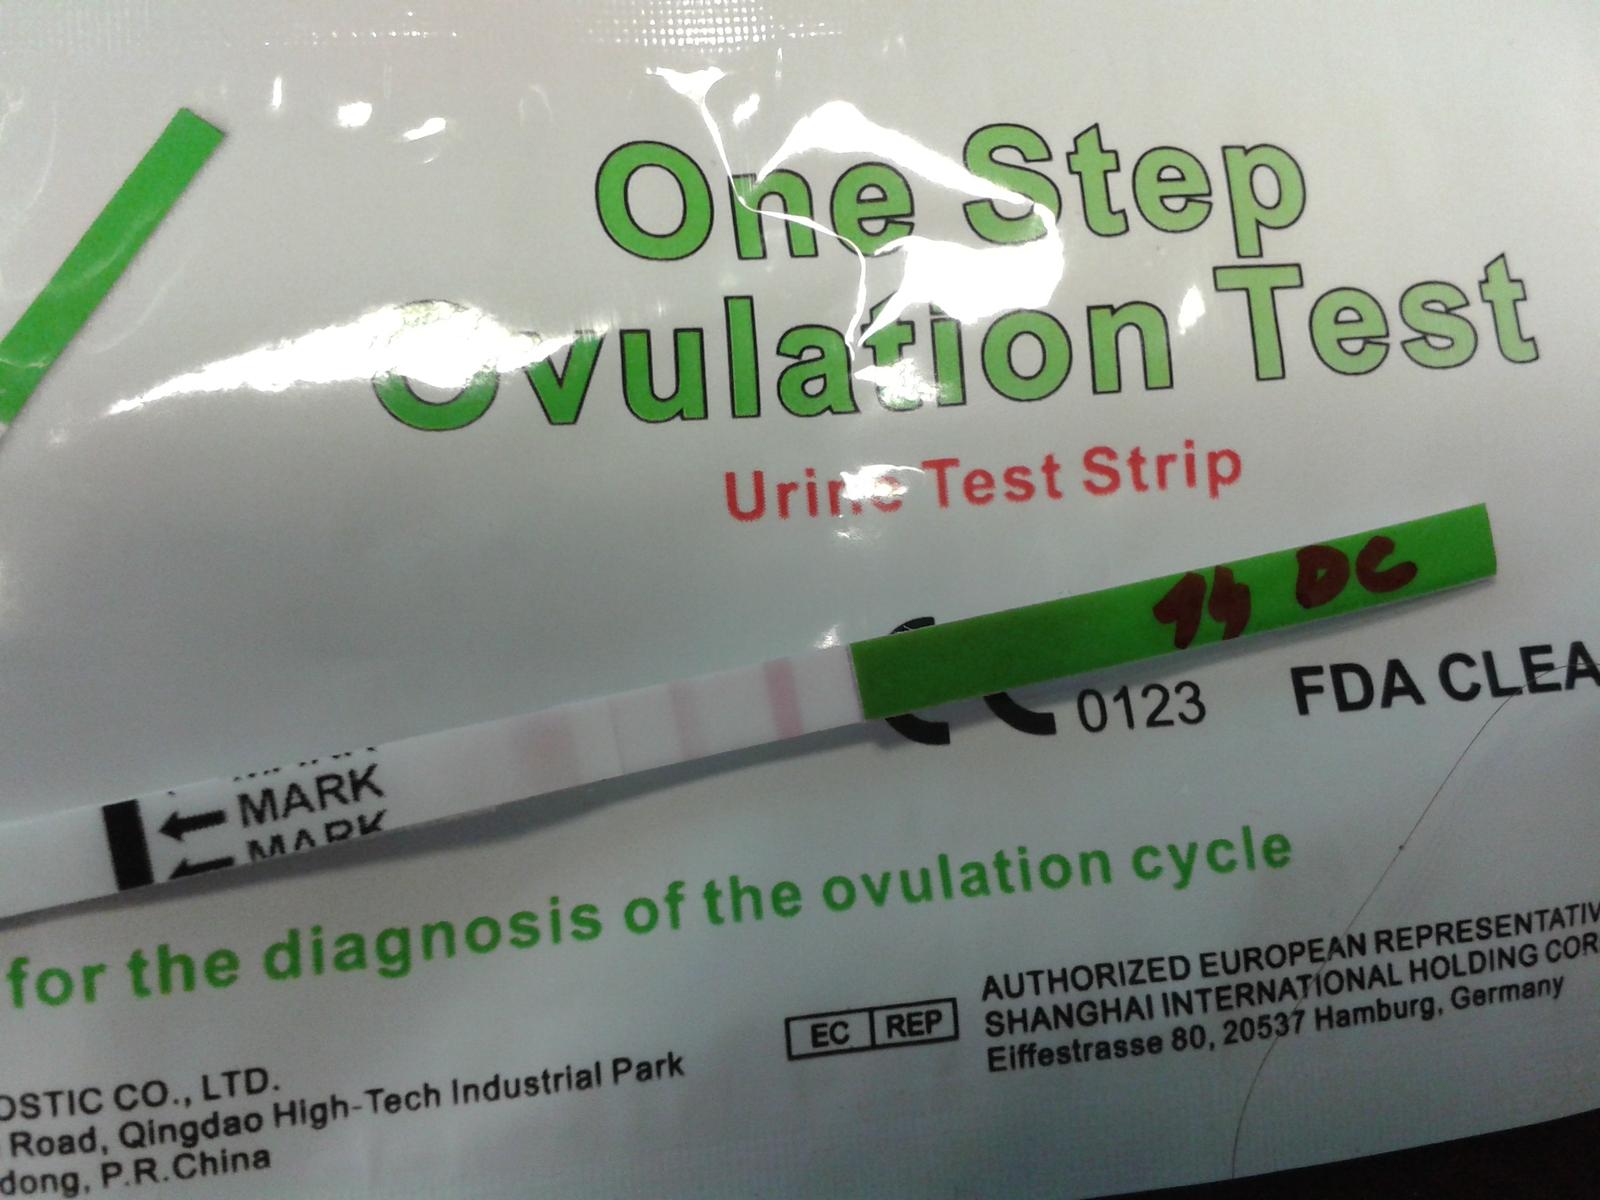 One Step
Ovulation Test
Urine Test Strip
DC
0123 FDA CLEA
MARK
MARK
for the diagnosis of the ovulation cycle
EC REP
AUTHORIZED EUROPEAN REPRESENTATIV
SHANGHAI INTERNATIONAL HOLDING COR
Eiffestrasse 80, 20537 Hamburg, Germany
OSTIC CO., LTD.
Road, Qingdao High-Tech Industrial Park
dong, P.R.China